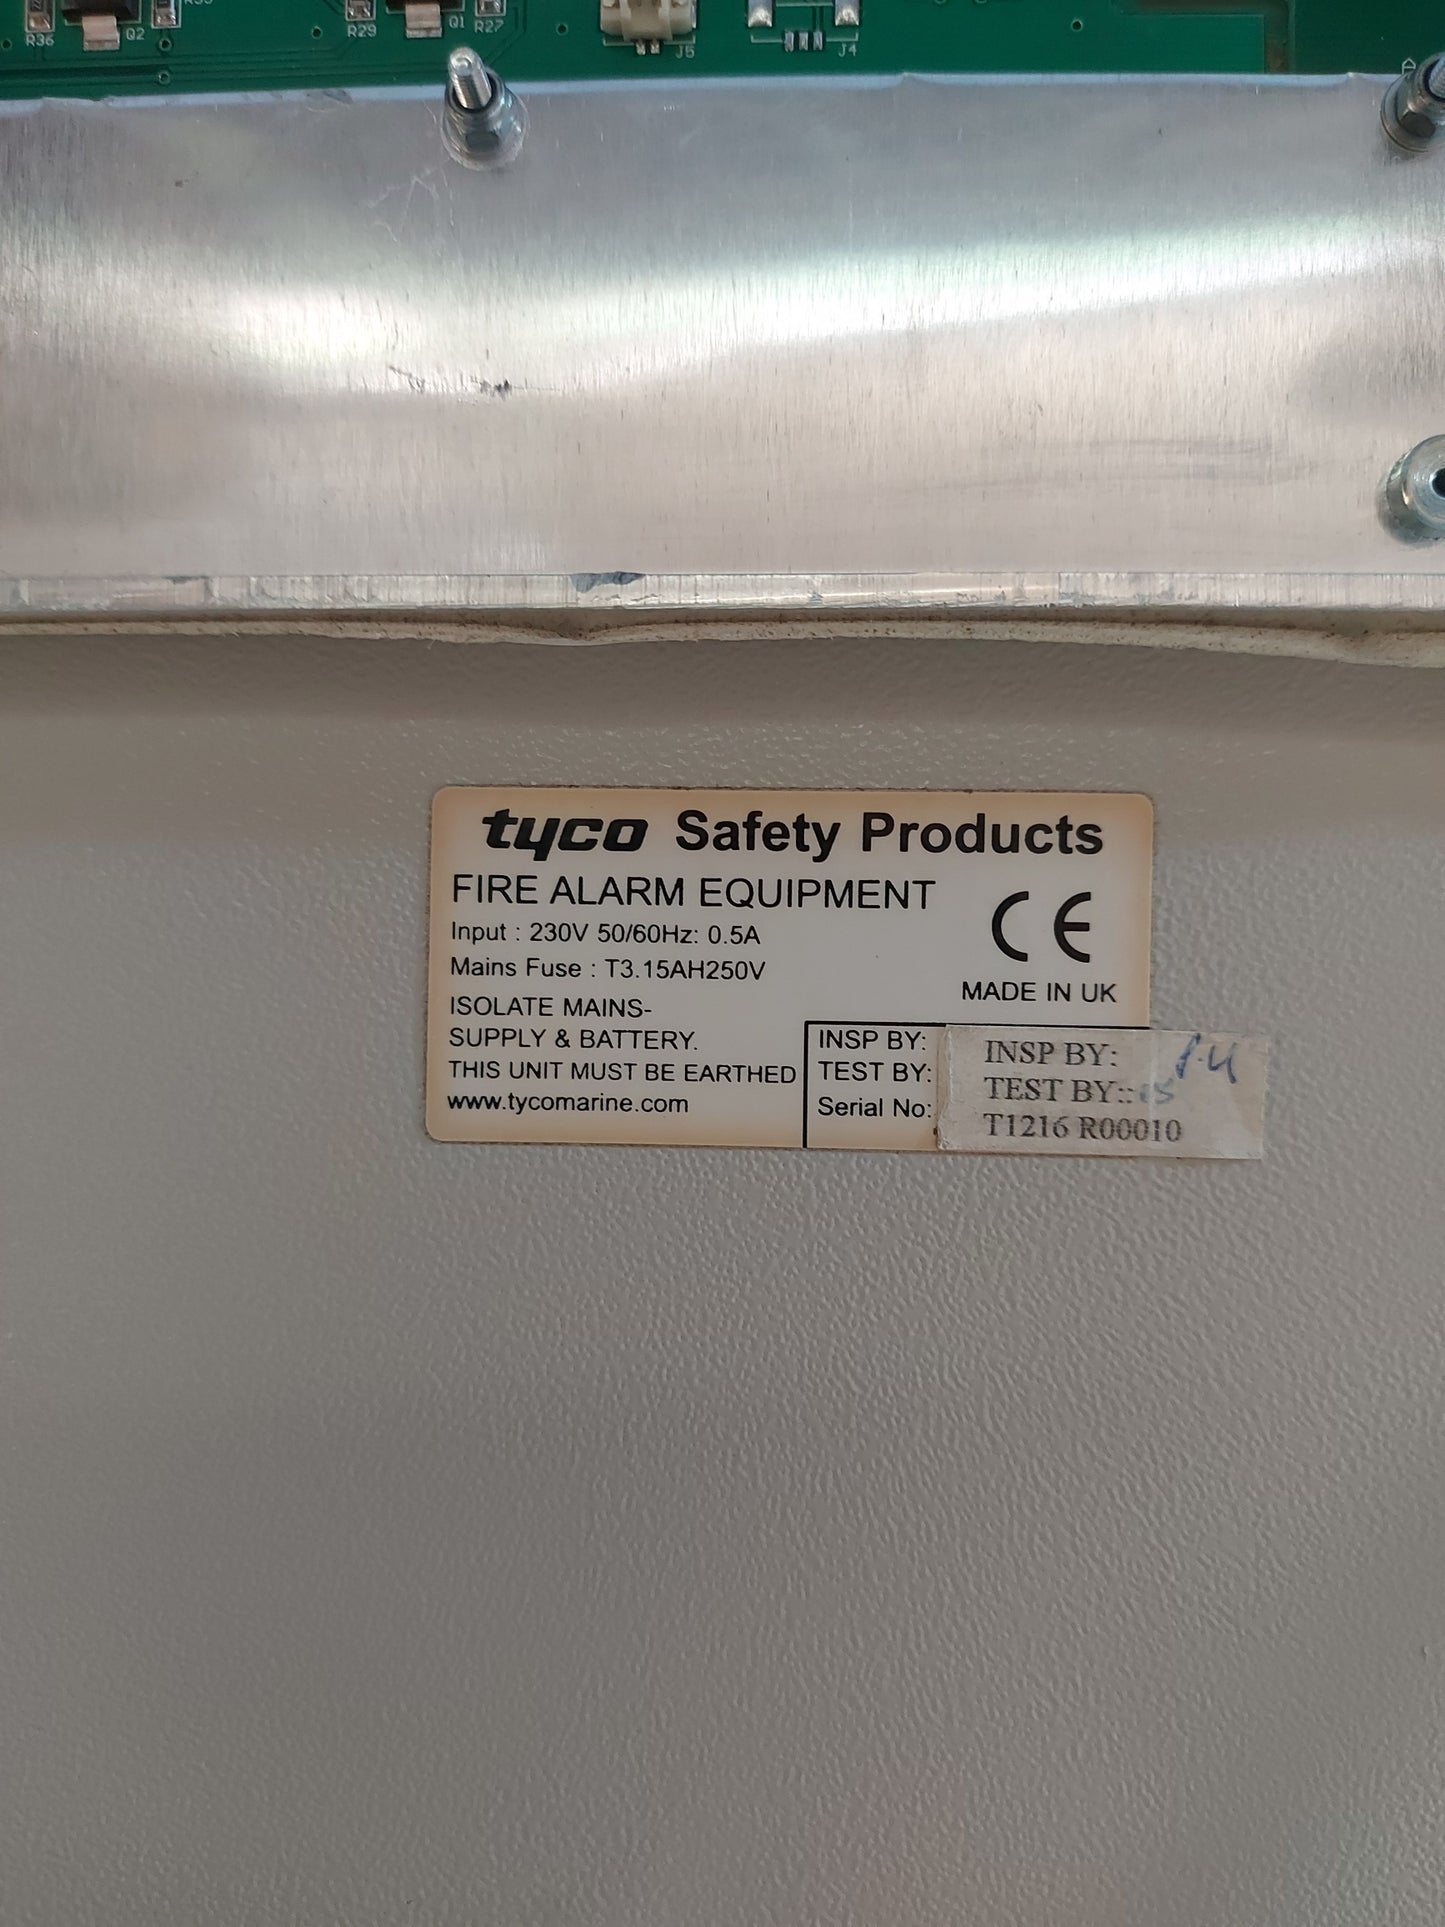 R36
Q2
R29
Q1
R27
J5
J4
tyco Safety Products
FIRE ALARM EQUIPMENT
Input : 230V 50/60Hz: 0.5A
Mains Fuse : T3.15AH250V
CE
MADE IN UK
ISOLATE MAINS-
SUPPLY & BATTERY.
THIS UNIT MUST BE EARTHED
www.tycomarine.com
INSP BY:
TEST BY:
Serial No:
INSP BY:
TEST BY::
T1216 R00010